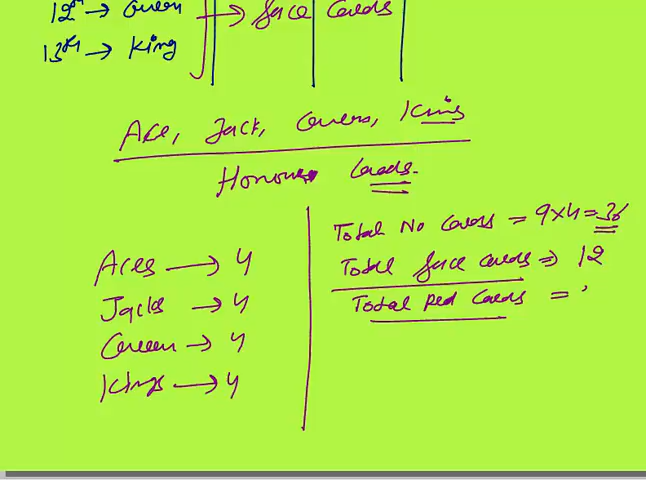 12th → Queen → face cards
13th → King
Ace, Jack, Queen, King
Honour Cards.
Aces → 4
Jacks → 4
Queen → 4
Kings → 4
Total No Cards = 9×4=36
Total face cards ⇒ 12
Total Red Cards =